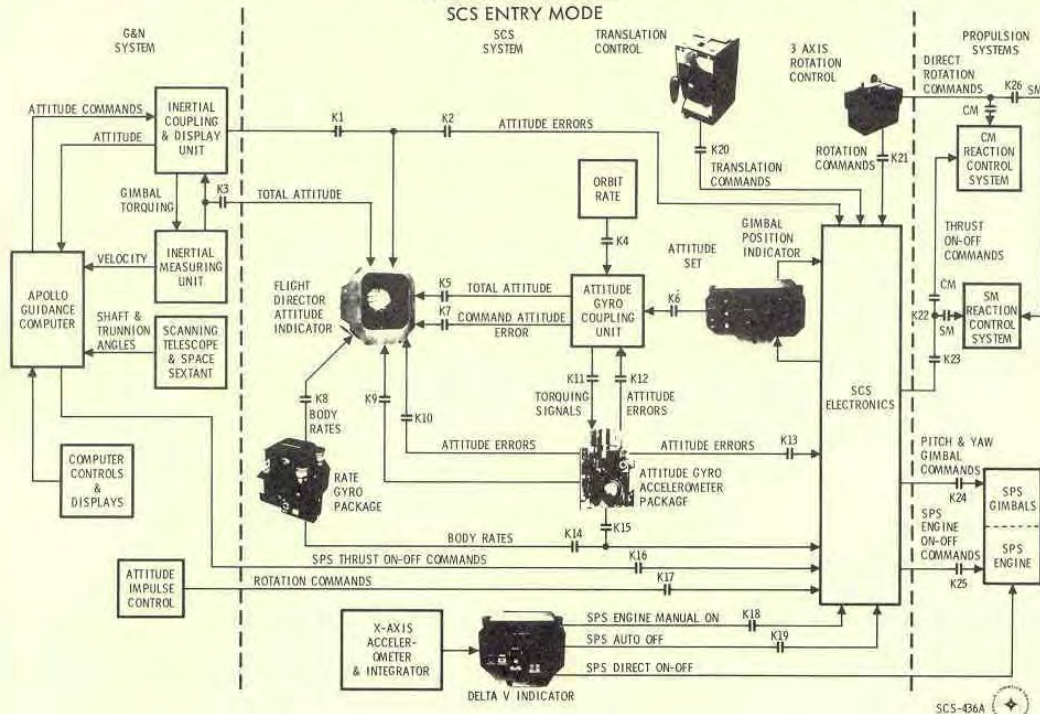 SCS ENTRY MODE
G&N
SYSTEM
SCS
SYSTEM
TRANSLATION
CONTROL
3 AXIS
ROTATION
CONTROL
PROPULSION
SYSTEMS
DIRECT
ROTATION
COMMANDS
K26
SM
CM
CM
REACTION
CONTROL
SYSTEM
ATTITUDE COMMANDS
ATTITUDE
INERTIAL
COUPLING
& DISPLAY
UNIT
K1
K2
ATTITUDE ERRORS
K20
TRANSLATION
COMMANDS
ROTATION
COMMANDS
K21
GIMBAL
TORQUING
K3
TOTAL ATTITUDE
ORBIT
RATE
K4
VELOCITY
INERTIAL
MEASURING
UNIT
APOLLO
GUIDANCE
COMPUTER
SHAFT &
TRUNNION
ANGLES
SCANNING
TELESCOPE
& SPACE
SEXTANT
FLIGHT
DIRECTOR
ATTITUDE
INDICATOR
K5
TOTAL ATTITUDE
K7
COMMAND ATTITUDE
ERROR
ATTITUDE
GYRO
COUPLING
UNIT
ATTITUDE
SET
K6
GIMBAL
POSITION
INDICATOR
THRUST
ON-OFF
COMMANDS
CM
K22
SM
SM
REACTION
CONTROL
SYSTEM
K23
SCS
ELECTRONICS
K8
BODY
RATES
K9
K10
K11
TORQUING
SIGNALS
K12
ATTITUDE
ERRORS
ATTITUDE ERRORS
ATTITUDE ERRORS
K13
COMPUTER
CONTROLS
&
DISPLAYS
RATE
GYRO
PACKAGE
ATTITUDE GYRO
ACCELEROMETER
PACKAGE
K15
PITCH & YAW
GIMBAL
COMMANDS
K24
SPS
GIMBALS
SPS
ENGINE
ON-OFF
COMMANDS
K25
SPS
ENGINE
BODY RATES
K14
SPS THRUST ON-OFF COMMANDS
K16
ATTITUDE
IMPULSE
CONTROL
ROTATION COMMANDS
K17
X-AXIS
ACCELER-
OMETER
& INTEGRATOR
SPS ENGINE MANUAL ON
K18
SPS AUTO OFF
K19
SPS DIRECT ON-OFF
DELTA V INDICATOR
SCS-436A